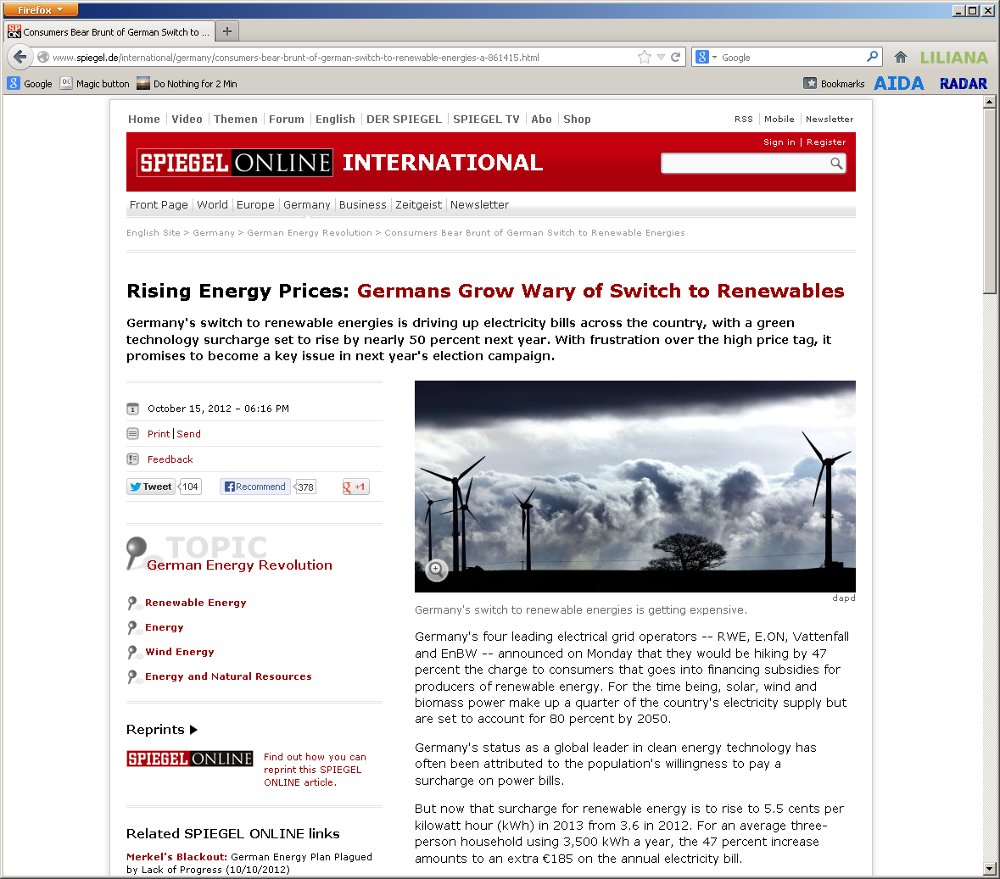 Firefox
Consumers Bear Brunt of German Switch to ...
www.spiegel.de/international/germany/consumers-bear-brunt-of-german-switch-to-renewable-energies-a-861415.html
Google
LILIANA
Google Magic button Do Nothing for 2 Min
Bookmarks AIDA RADAR
Home Video Themen Forum English DER SPIEGEL SPIEGEL TV Abo Shop
RSS Mobile Newsletter
Sign in | Register
SPIEGEL ONLINE INTERNATIONAL
Front Page World Europe Germany Business Zeitgeist Newsletter
English Site > Germany > German Energy Revolution > Consumers Bear Brunt of German Switch to Renewable Energies
Rising Energy Prices: Germans Grow Wary of Switch to Renewables
Germany's switch to renewable energies is driving up electricity bills across the country, with a green
technology surcharge set to rise by nearly 50 percent next year. With frustration over the high price tag, it
promises to become a key issue in next year's election campaign.
October 15, 2012 – 06:16 PM
Print | Send
Feedback
Tweet 104 Recommend 378 +1
TOPIC
German Energy Revolution
Renewable Energy
Energy
Wind Energy
Energy and Natural Resources
Reprints
SPIEGEL ONLINE
Find out how you can
reprint this SPIEGEL
ONLINE article.
Related SPIEGEL ONLINE links
Merkel's Blackout: German Energy Plan Plagued
by Lack of Progress (10/10/2012)
dapd
Germany's switch to renewable energies is getting expensive.
Germany's four leading electrical grid operators -- RWE, E.ON, Vattenfall
and EnBW -- announced on Monday that they would be hiking by 47
percent the charge to consumers that goes into financing subsidies for
producers of renewable energy. For the time being, solar, wind and
biomass power make up a quarter of the country's electricity supply but
are set to account for 80 percent by 2050.
Germany's status as a global leader in clean energy technology has
often been attributed to the population's willingness to pay a
surcharge on power bills.
But now that surcharge for renewable energy is to rise to 5.5 cents per
kilowatt hour (kWh) in 2013 from 3.6 in 2012. For an average three-
person household using 3,500 kWh a year, the 47 percent increase
amounts to an extra €185 on the annual electricity bill.